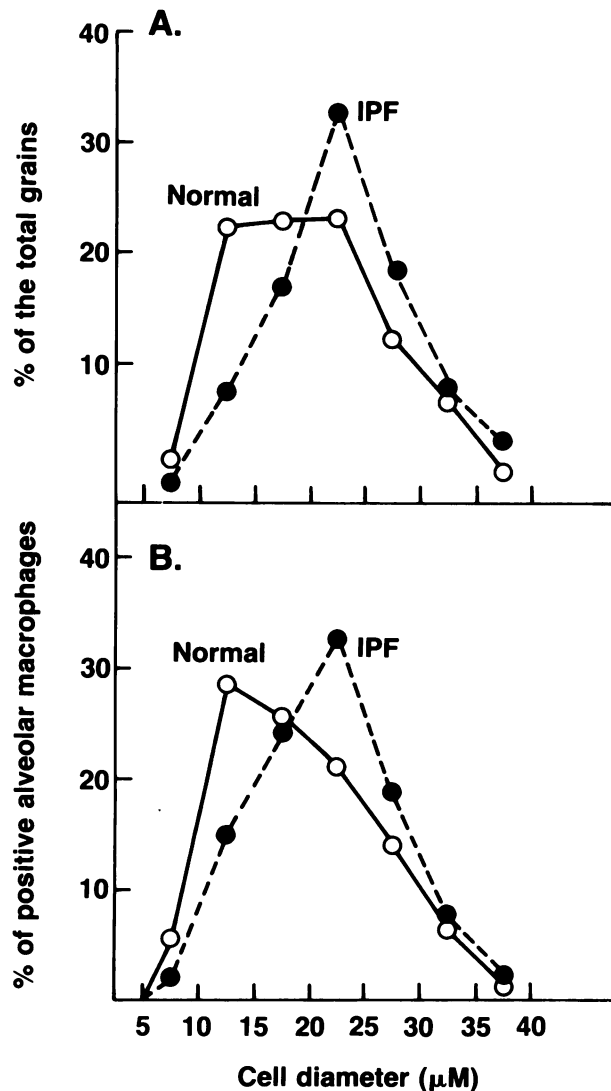 A.
40
30
20
10
% of the total grains
IPF
Normal
B.
40
30
20
10
% of positive alveolar macrophages
Normal
IPF
5 10 15 20 25 30 35 40
Cell diameter (μM)